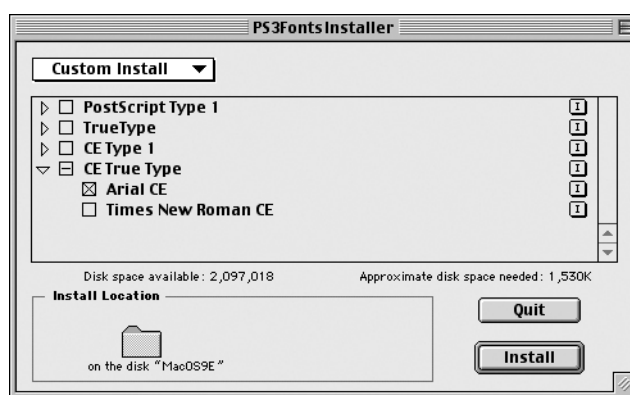 PS3FontsInstaller
Custom Install
PostScript Type 1
TrueType
CE Type 1
CE True Type
Arial CE
Times New Roman CE
Disk space available: 2,097,018 Approximate disk space needed: 1,530K
Install Location
on the disk “MacOS9E”
Quit
Install